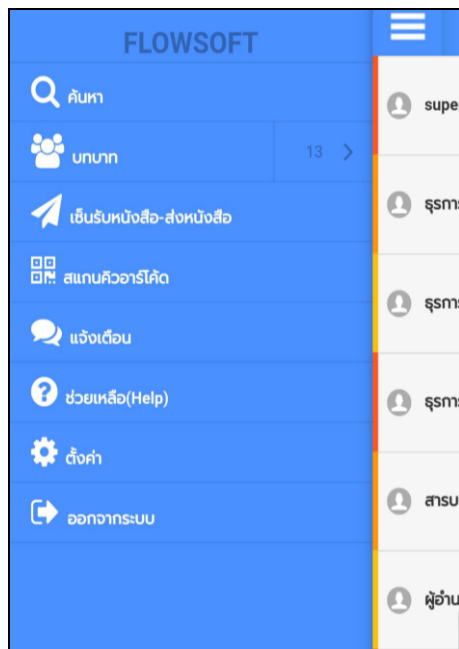 FLOWSOFT
ค้นหา
บทบาท 13
เซ็นรับหนังสือ-ส่งหนังสือ
สแกนคิวอาร์โค้ด
แจ้งเตือน
ช่วยเหลือ(Help)
ตั้งค่า
ออกจากระบบ
super
ธุรการ
ธุรการ
ธุรการ
สารบ
ผู้อำน